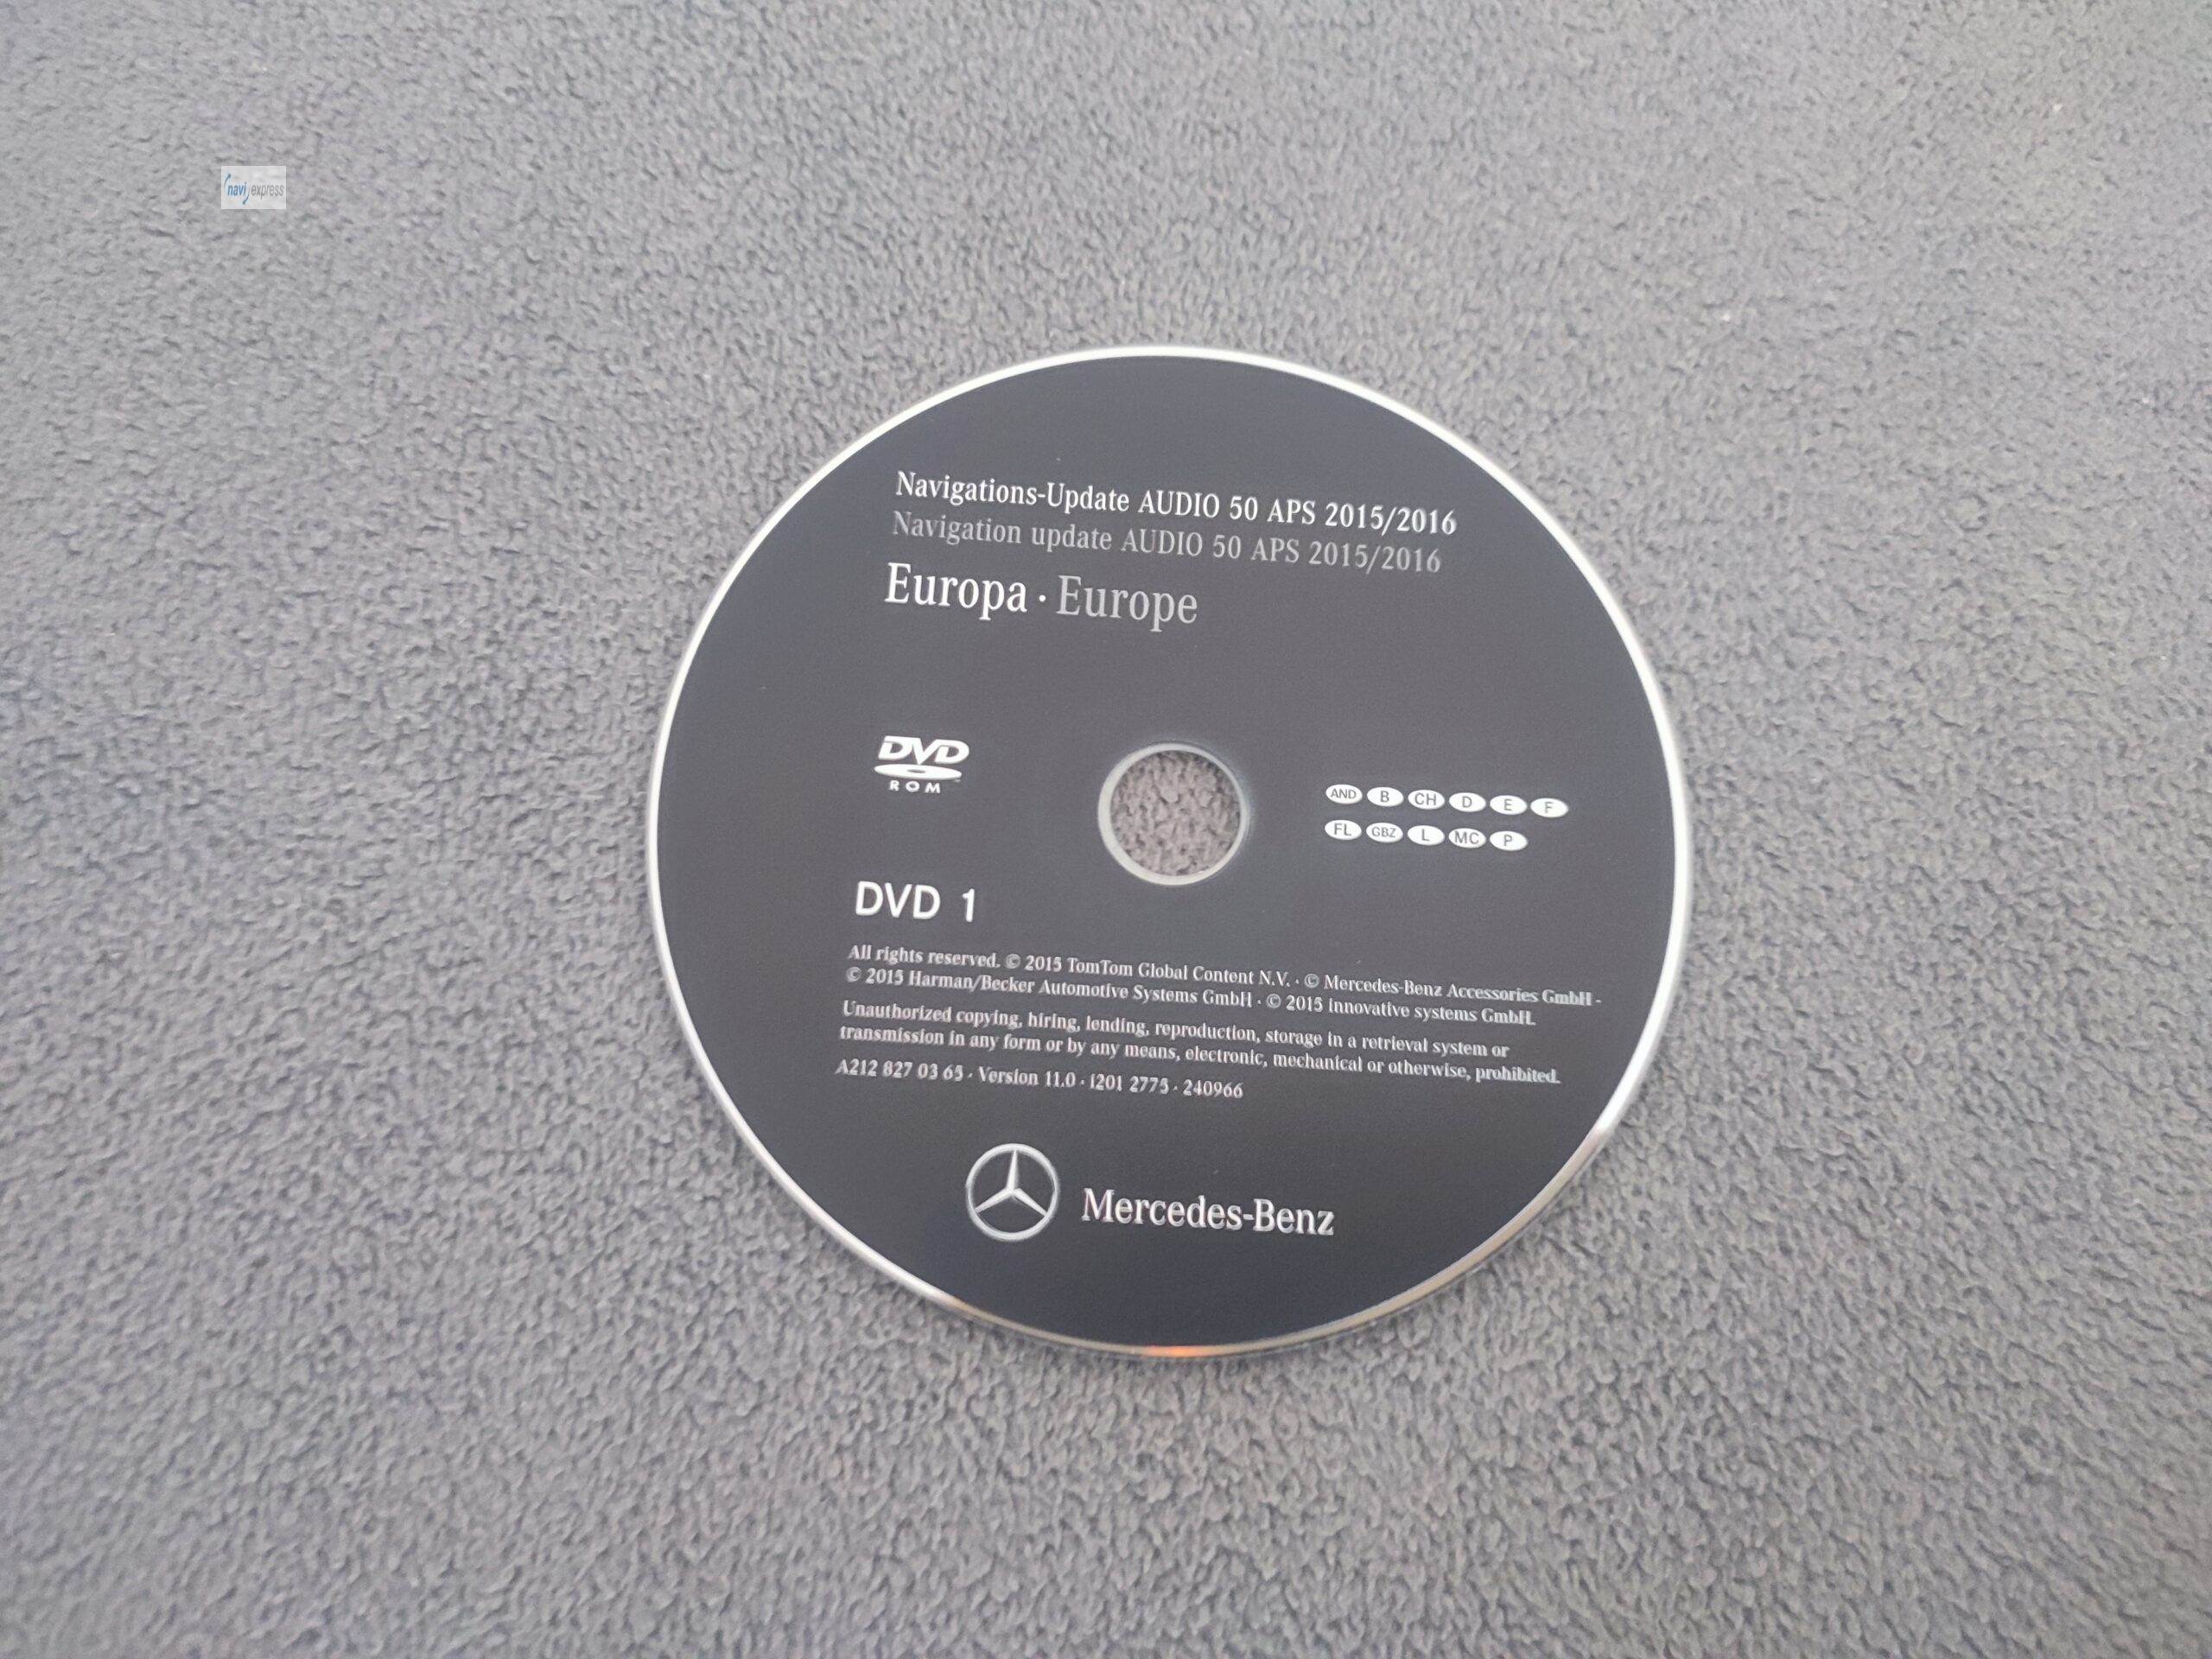 navi express
Navigations-Update AUDIO 50 APS 2015/2016
Navigation update AUDIO 50 APS 2015/2016
Europa · Europe
DVD
ROM
AND B CH D E F
FL GBZ L MC P
DVD 1
All rights reserved. © 2015 TomTom Global Content N.V. · © Mercedes-Benz Accessories GmbH -
© 2015 Harman/Becker Automotive Systems GmbH · © 2015 innovative systems GmbH.
Unauthorized copying, hiring, lending, reproduction, storage in a retrieval system or
transmission in any form or by any means, electronic, mechanical or otherwise, prohibited.
A212 827 03 65 · Version 11.0 · i201 2775 · 240966
Mercedes-Benz